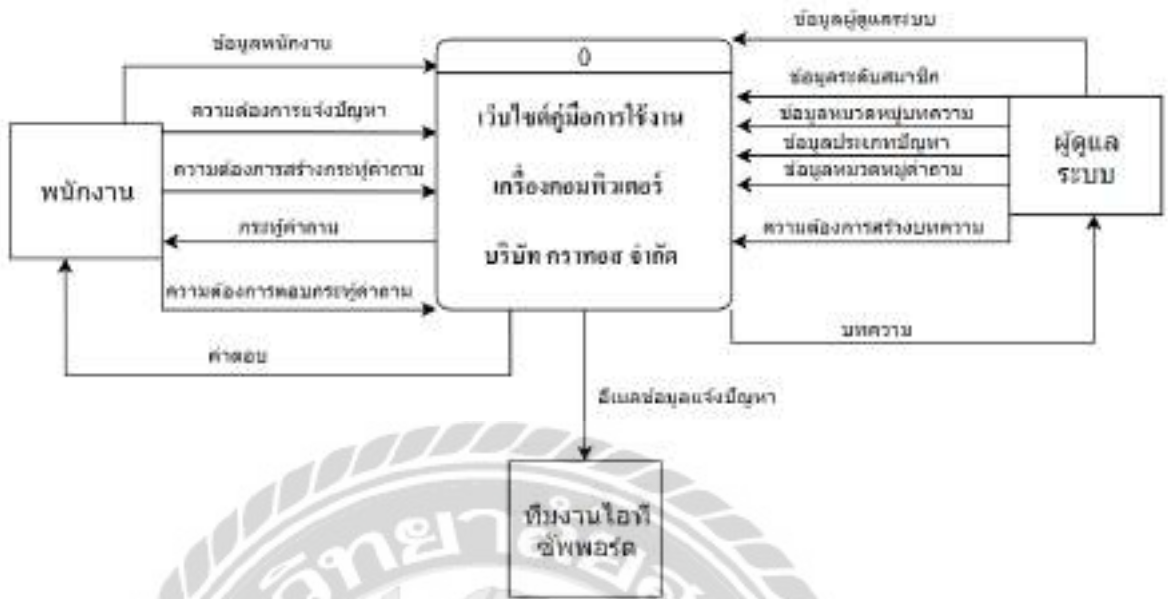 ข้อมูลผู้ดูแลระบบ
ข้อมูลพนักงาน
0
ข้อมูลระดับสมาชิก
ความต้องการแจ้งปัญหา
เว็บไซต์คู่มือการใช้งาน
ข้อมูลหมวดหมู่บทความ
ข้อมูลประเภทปัญหา
ผู้ดูแล
ระบบ
พนักงาน
ความต้องการสร้างกระทู้คำถาม
เครื่องคอมพิวเตอร์
ข้อมูลหมวดหมู่คำถาม
กระทู้คำถาม
ความต้องการสร้างบทความ
บริษัท
จำกัด
ความต้องการตอบกระทู้คำถาม
บทความ
คำตอบ
อีเมลข้อมูลแจ้งปัญหา
ทีมงานไอที
ซัพพอร์ต